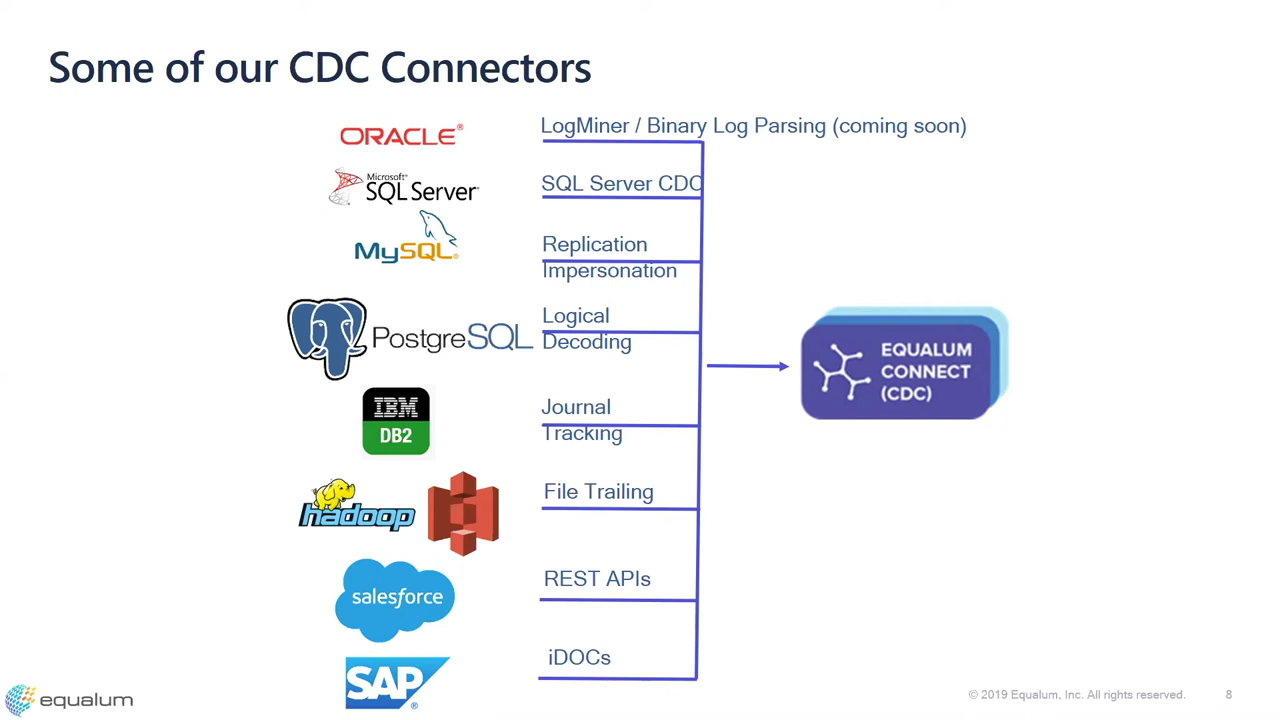 Some of our CDC Connectors
ORACLE®
LogMiner / Binary Log Parsing (coming soon)
Microsoft®
SQL Server®
SQL Server CDC
MySQL®
Replication
Impersonation
PostgreSQL
Logical
Decoding
IBM
DB2
Journal
Tracking
hadoop
File Trailing
salesforce
REST APIs
SAP®
iDOCs
EQUALUM
CONNECT
(CDC)
equalum
© 2019 Equalum, Inc. All rights reserved.
8